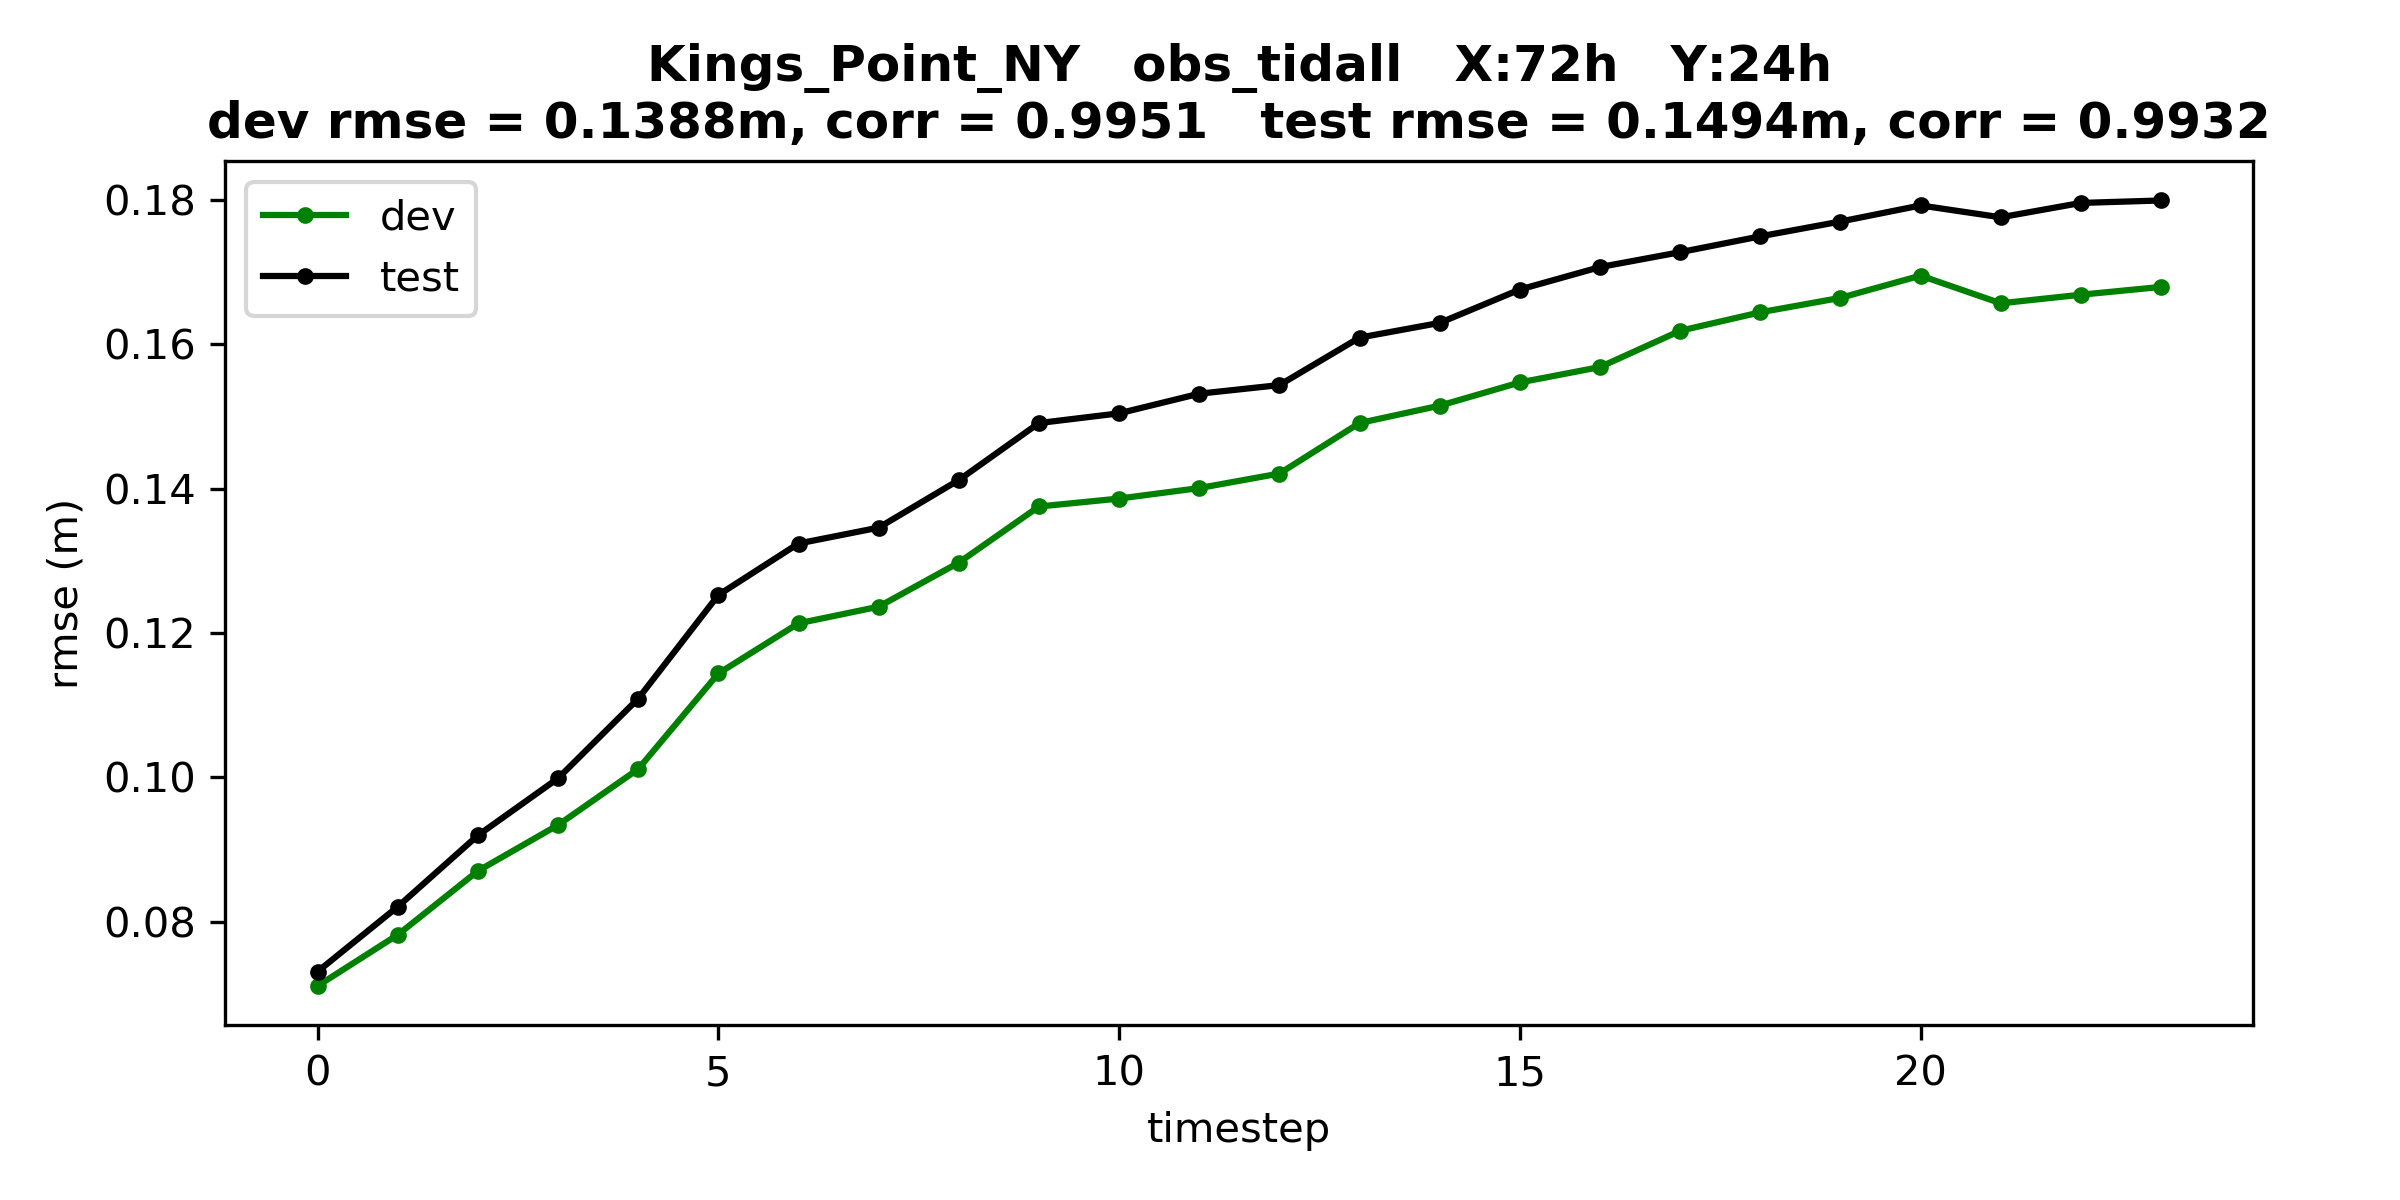 Kings_Point_NY   obs_tidall   X:72h   Y:24h
dev rmse = 0.1388m, corr = 0.9951   test rmse = 0.1494m, corr = 0.9932
dev
test
0.18
0.16
0.14
0.12
0.10
0.08
rmse (m)
0 5 10 15 20
timestep